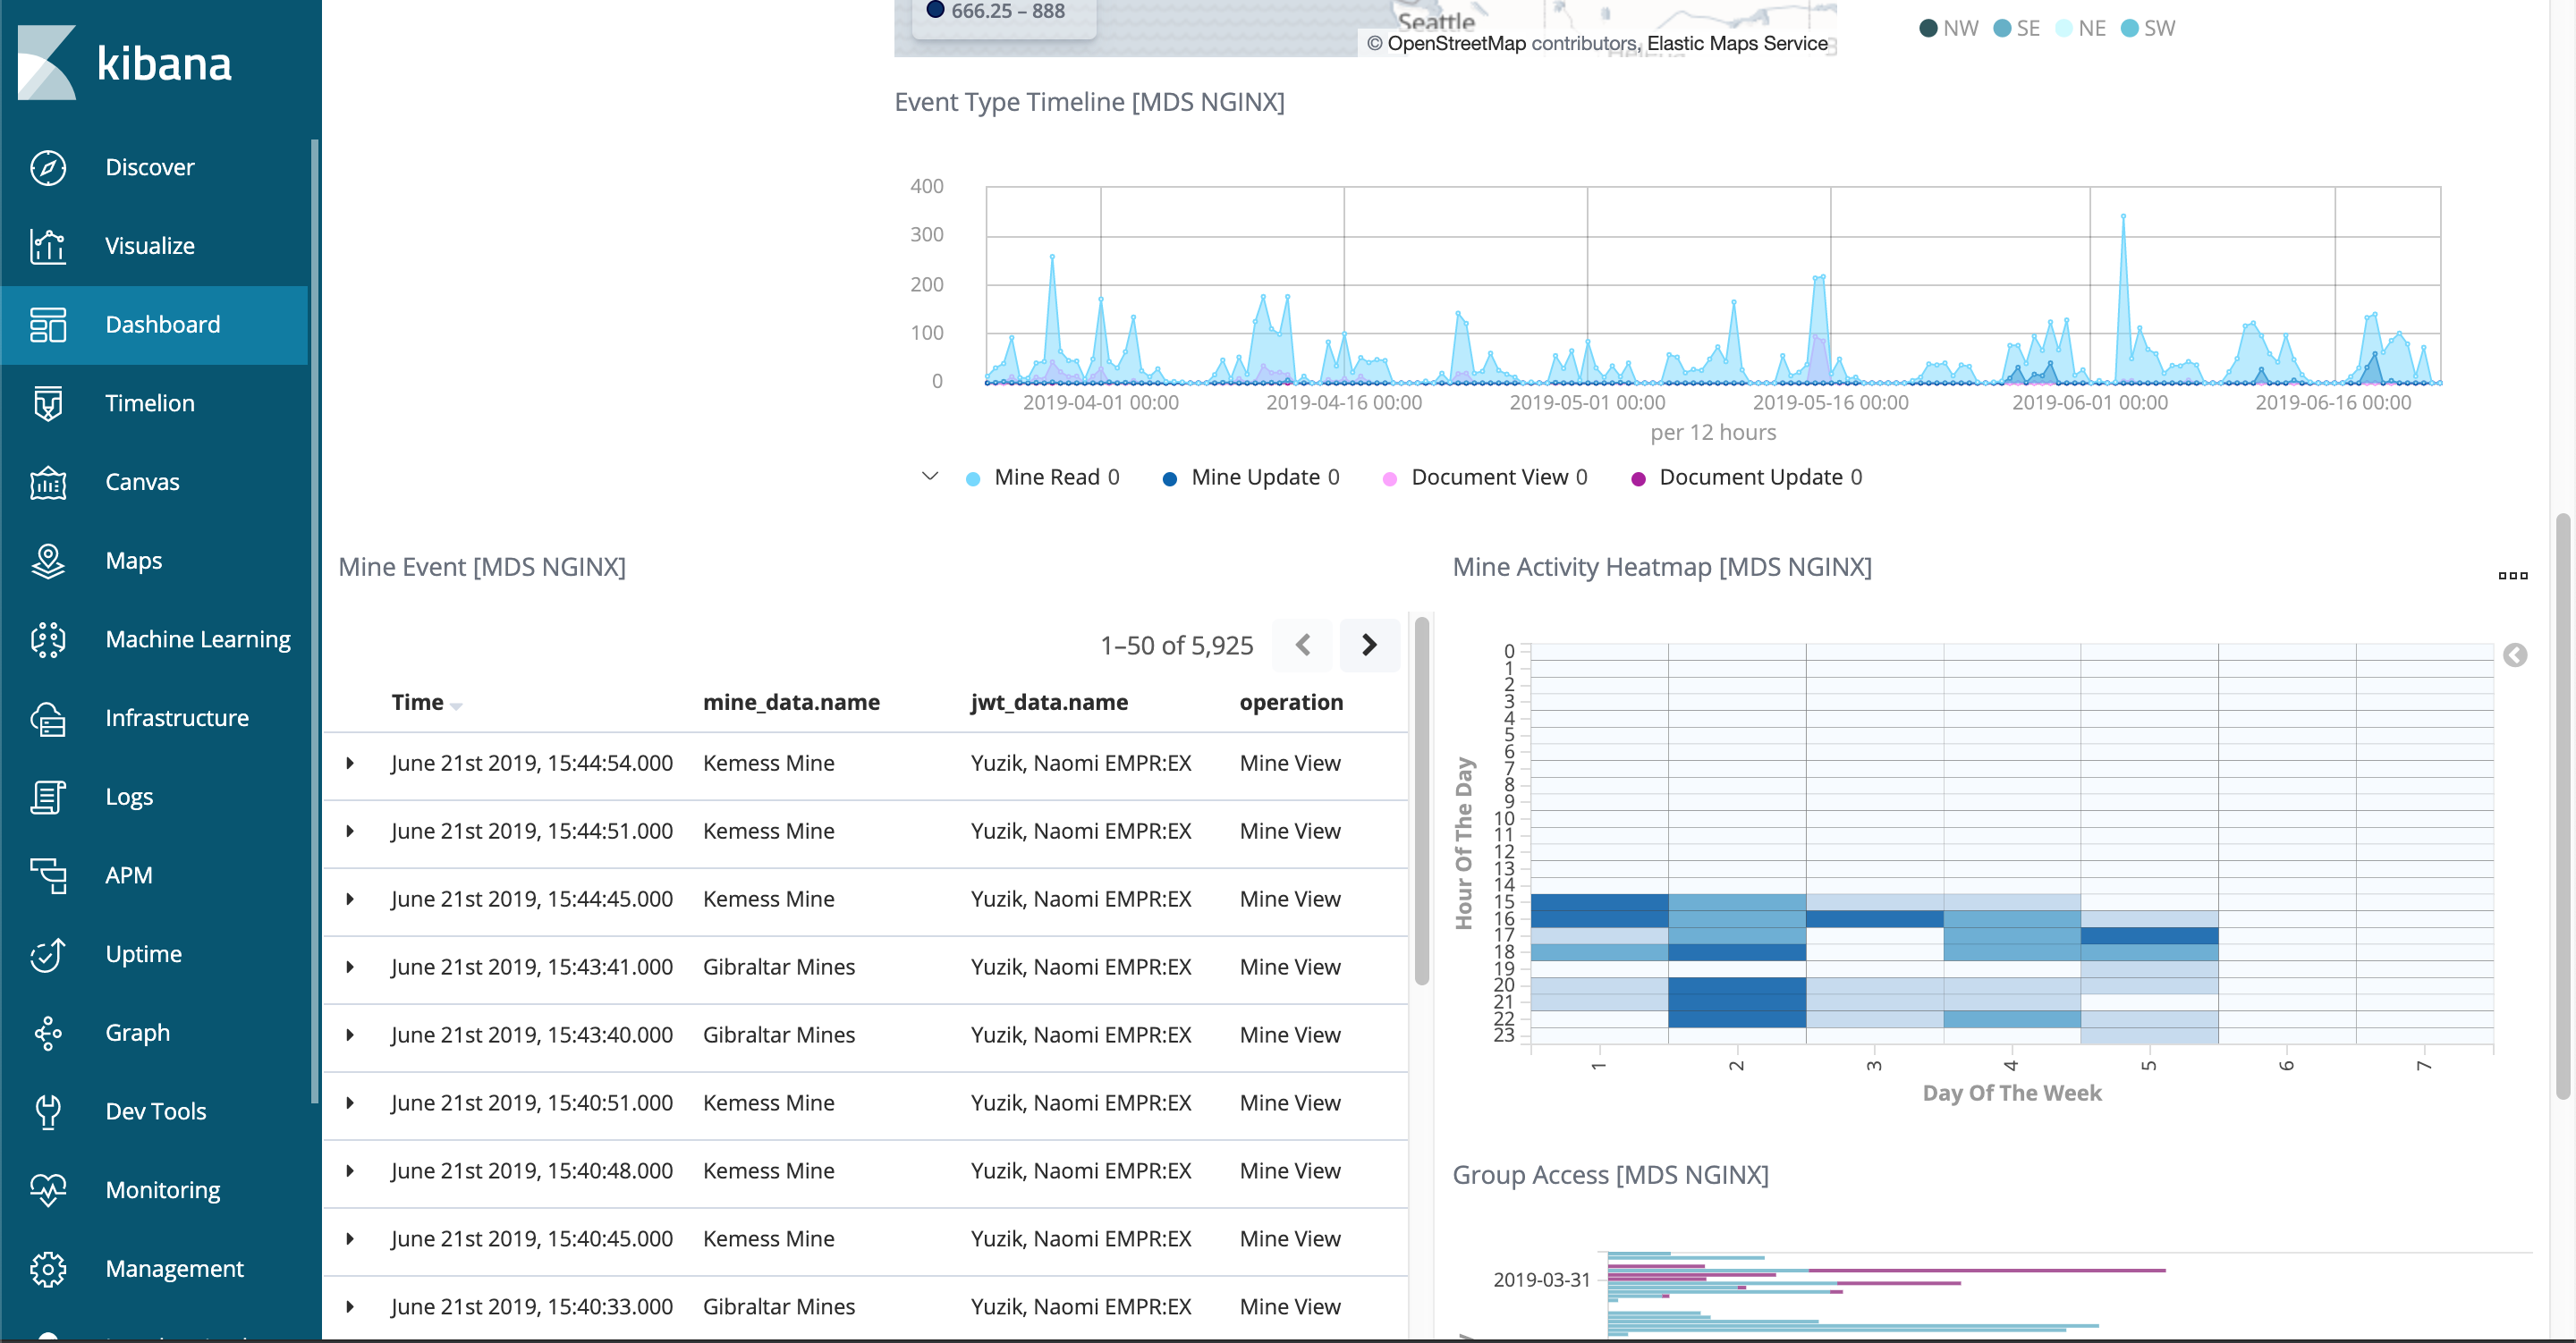 kibana
Discover
Visualize
Dashboard
Timelion
Canvas
Maps
Machine Learning
Infrastructure
Logs
APM
Uptime
Graph
Dev Tools
Monitoring
Management
666.25 – 888
Seattle
© OpenStreetMap contributors, Elastic Maps Service
NW SE NE SW
Event Type Timeline [MDS NGINX]
400
300
200
100
0
2019-04-01 00:00 2019-04-16 00:00 2019-05-01 00:00 2019-05-16 00:00 2019-06-01 00:00 2019-06-16 00:00
per 12 hours
Mine Read 0 Mine Update 0 Document View 0 Document Update 0
Mine Event [MDS NGINX]
1–50 of 5,925
Time mine_data.name jwt_data.name operation
June 21st 2019, 15:44:54.000 Kemess Mine Yuzik, Naomi EMPR:EX Mine View
June 21st 2019, 15:44:51.000 Kemess Mine Yuzik, Naomi EMPR:EX Mine View
June 21st 2019, 15:44:45.000 Kemess Mine Yuzik, Naomi EMPR:EX Mine View
June 21st 2019, 15:43:41.000 Gibraltar Mines Yuzik, Naomi EMPR:EX Mine View
June 21st 2019, 15:43:40.000 Gibraltar Mines Yuzik, Naomi EMPR:EX Mine View
June 21st 2019, 15:40:51.000 Kemess Mine Yuzik, Naomi EMPR:EX Mine View
June 21st 2019, 15:40:48.000 Kemess Mine Yuzik, Naomi EMPR:EX Mine View
June 21st 2019, 15:40:45.000 Kemess Mine Yuzik, Naomi EMPR:EX Mine View
June 21st 2019, 15:40:33.000 Gibraltar Mines Yuzik, Naomi EMPR:EX Mine View
Mine Activity Heatmap [MDS NGINX]
Hour Of The Day
0
1
2
3
4
5
6
7
8
9
10
11
12
13
14
15
16
17
18
19
20
21
22
23
1 2 3 4 5 6 7
Day Of The Week
Group Access [MDS NGINX]
2019-03-31